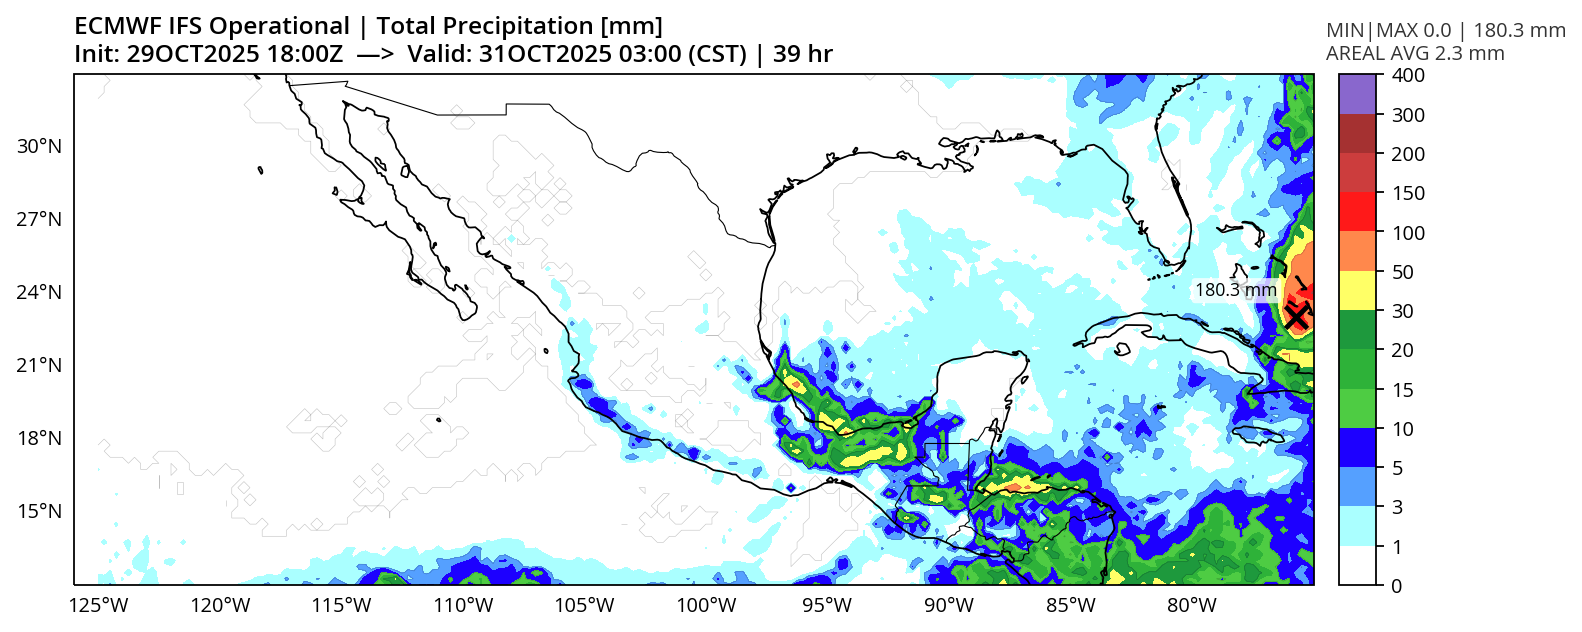 ECMWF IFS Operational | Total Precipitation [mm]
Init: 29OCT2025 18:00Z —> Valid: 31OCT2025 03:00 (CST) | 39 hr
MIN|MAX 0.0 | 180.3 mm
AREAL AVG 2.3 mm
400
300
200
150
100
50
30
20
15
10
5
3
1
0
30°N
27°N
24°N
21°N
18°N
15°N
180.3 mm
125°W
120°W
115°W
110°W
105°W
100°W
95°W
90°W
85°W
80°W